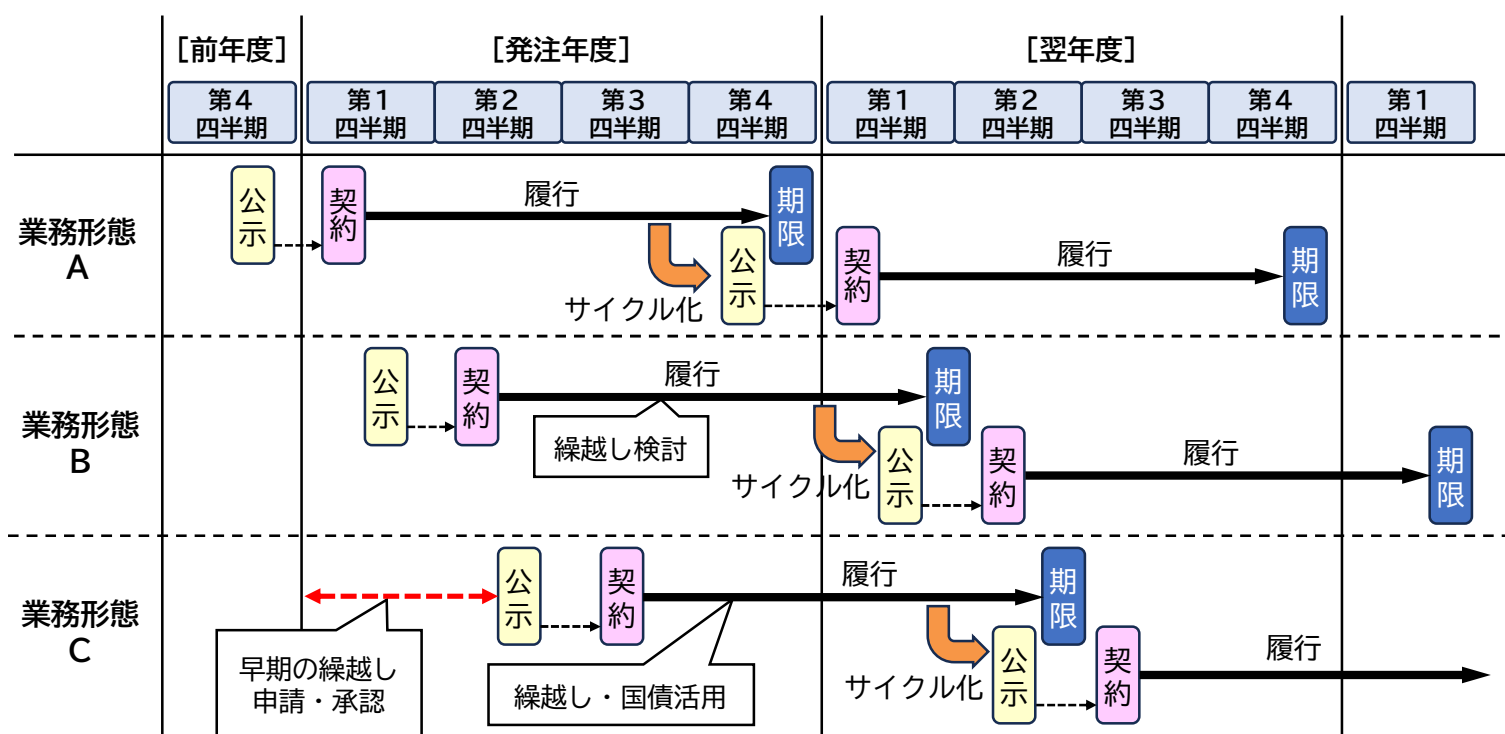 [前年度]
[発注年度]
[翌年度]
第4
四半期
第1
四半期
第2
四半期
第3
四半期
第4
四半期
第1
四半期
第2
四半期
第3
四半期
第4
四半期
第1
四半期
業務形態
A
公示
契約
履行
期限
サイクル化
公示
契約
履行
期限
業務形態
B
公示
契約
履行
期限
繰越し検討
サイクル化
公示
契約
履行
期限
業務形態
C
早期の繰越し
申請・承認
公示
契約
履行
期限
繰越し・国債活用
サイクル化
公示
契約
履行